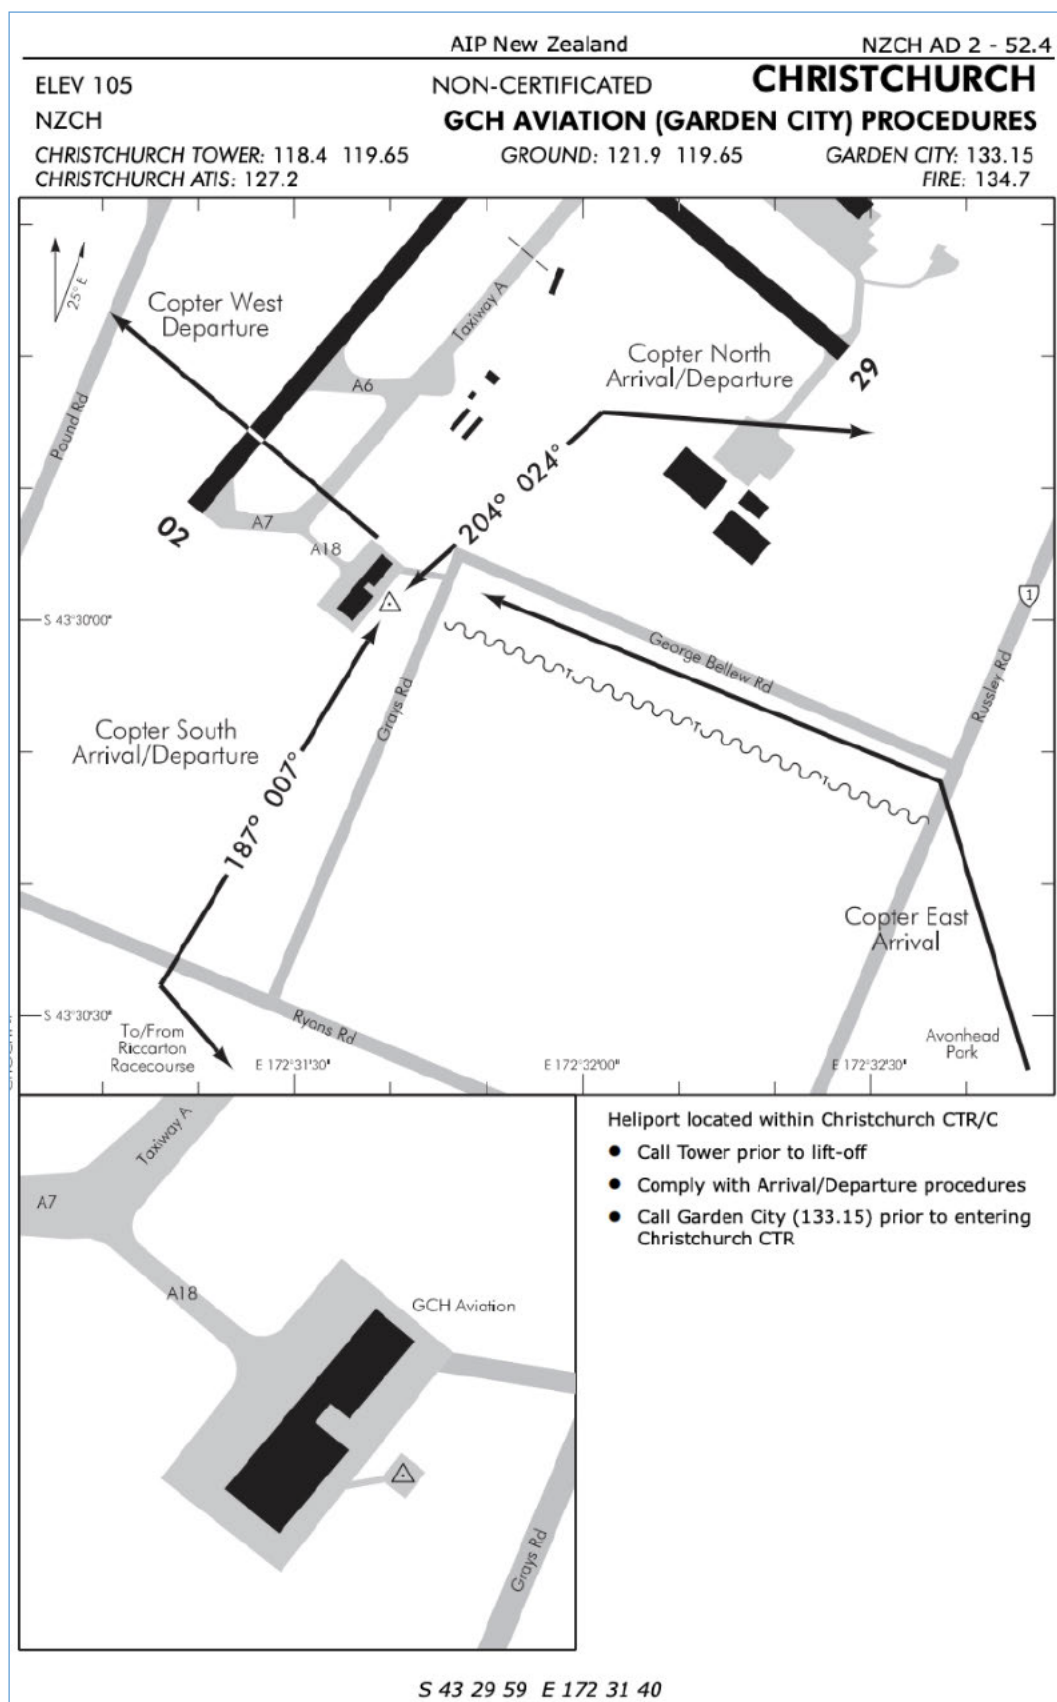 AIP New Zealand
NZCH AD 2 - 52.4
ELEV 105
NON-CERTIFICATED
CHRISTCHURCH
NZCH
GCH AVIATION (GARDEN CITY) PROCEDURES
CHRISTCHURCH TOWER: 118.4 119.65
GROUND: 121.9 119.65
GARDEN CITY: 133.15
CHRISTCHURCH ATIS: 127.2
FIRE: 134.7
25° E
Copter West
Departure
Taxiway A
Pound Rd
A6
Copter North
Arrival/Departure
29
02
A7
A18
204° 024°
1
S 43°30'00"
George Bellew Rd
Russley Rd
Grays Rd
T
T
T
Copter South
Arrival/Departure
187° 007°
Copter East
Arrival
S 43°30'30"
To/From
Riccarton
Racecourse
Ryans Rd
Avonhead
Park
E 172°31'30"
E 172°32'00"
E 172°32'30"
Taxiway A
A7
A18
GCH Aviation
Grays Rd
Heliport located within Christchurch CTR/C
● Call Tower prior to lift-off
● Comply with Arrival/Departure procedures
● Call Garden City (133.15) prior to entering
Christchurch CTR
S 43 29 59 E 172 31 40